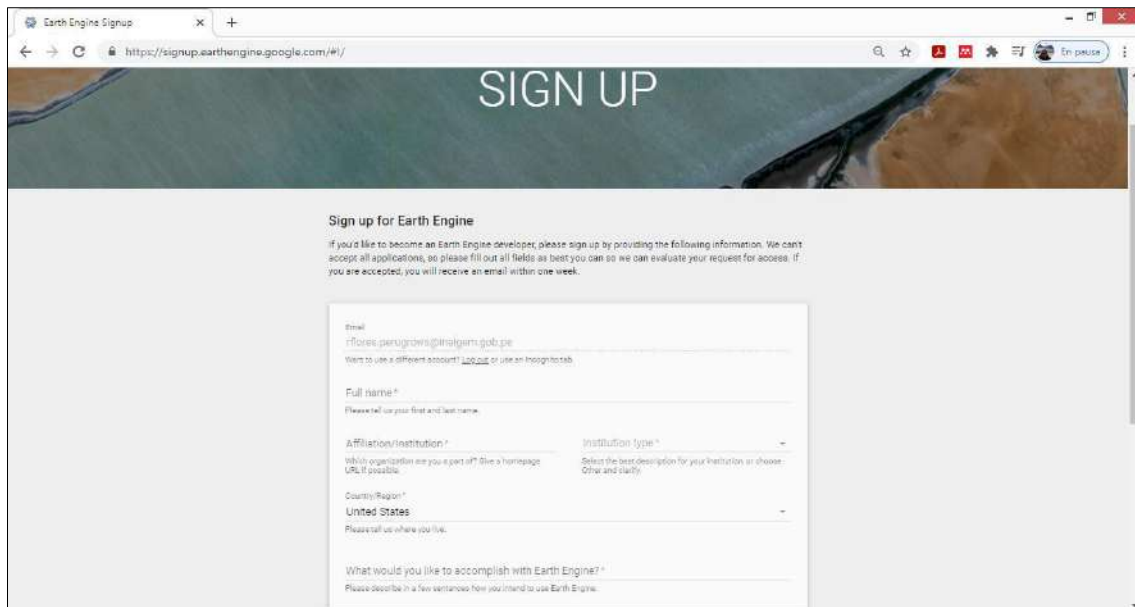 Earth Engine Signup
https://signup.earthengine.google.com/#!/
En pausa
SIGN UP
Sign up for Earth Engine
If you'd like to become an Earth Engine developer, please sign up by providing the following information. We can't
accept all applications, so please fill out all fields as best you can so we can evaluate your request for access. If
you are accepted, you will receive an email within one week.
Email
rflores.perugrows@inaigem.gob.pe
Want to use a different account? Log out or use an Incognito tab.
Full name *
Please tell us your first and last name.
Affiliation/Institution *
Institution type *
Which organization are you a part of? Give a homepage
URL if possible.
Select the best description for your institution, or choose
Other and clarify.
Country/Region *
United States
Please tell us where you live.
What would you like to accomplish with Earth Engine? *
Please describe in a few sentences how you intend to use Earth Engine.